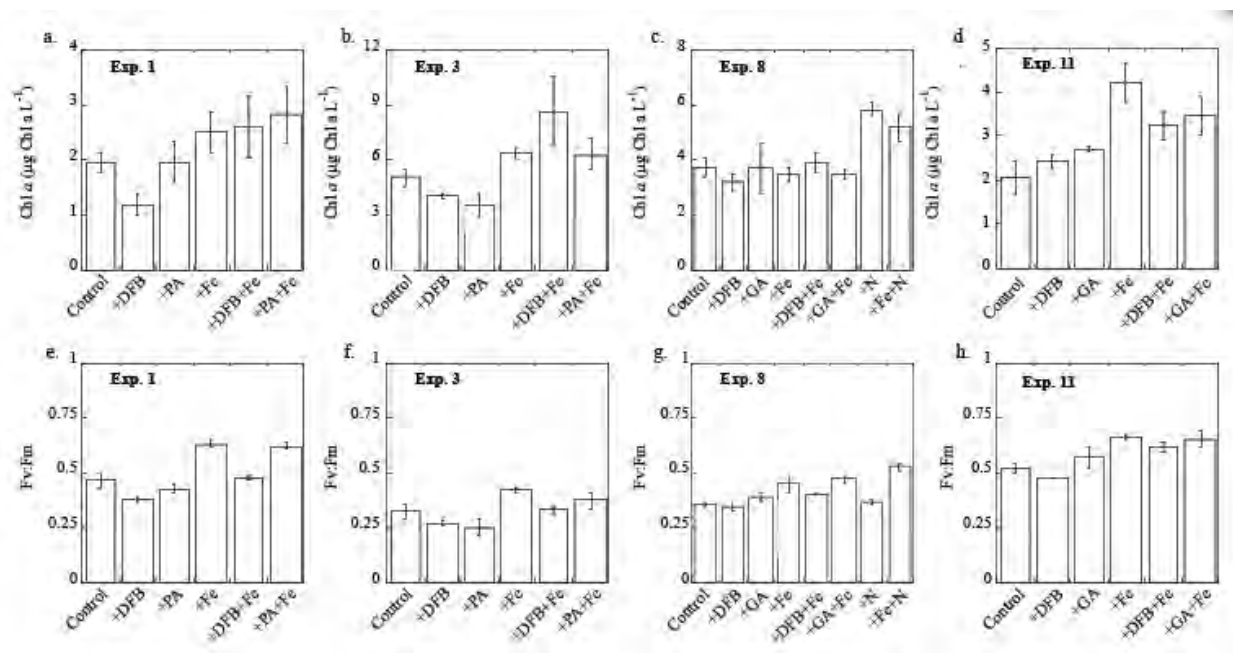 a.
Exp. 1
Chl a (µg Chl a L⁻¹)
4
3
2
1
0
Control
+DFB
+PA
+Fe
+DFB+Fe
+PA+Fe
b.
Exp. 3
Chl a (µg Chl a L⁻¹)
12
9
6
3
0
Control
+DFB
+PA
+Fe
+DFB+Fe
+PA+Fe
c.
Exp. 8
Chl a (µg Chl a L⁻¹)
8
6
4
2
0
Control
+DFB
+GA
+Fe
+DFB+Fe
+GA+Fe
+N
+Fe+N
d.
Exp. 11
Chl a (µg Chl a L⁻¹)
5
4
3
2
1
0
Control
+DFB
+GA
+Fe
+DFB+Fe
+GA+Fe
e.
Exp. 1
Fv:Fm
1
0.75
0.5
0.25
0
Control
+DFB
+PA
+Fe
+DFB+Fe
+PA+Fe
f.
Exp. 3
Fv:Fm
1
0.75
0.5
0.25
0
Control
+DFB
+PA
+Fe
+DFB+Fe
+PA+Fe
g.
Exp. 8
Fv:Fm
1
0.75
0.5
0.25
0
Control
+DFB
+GA
+Fe
+DFB+Fe
+GA+Fe
+N
+Fe+N
h.
Exp. 11
Fv:Fm
1
0.75
0.5
0.25
0
Control
+DFB
+GA
+Fe
+DFB+Fe
+GA+Fe